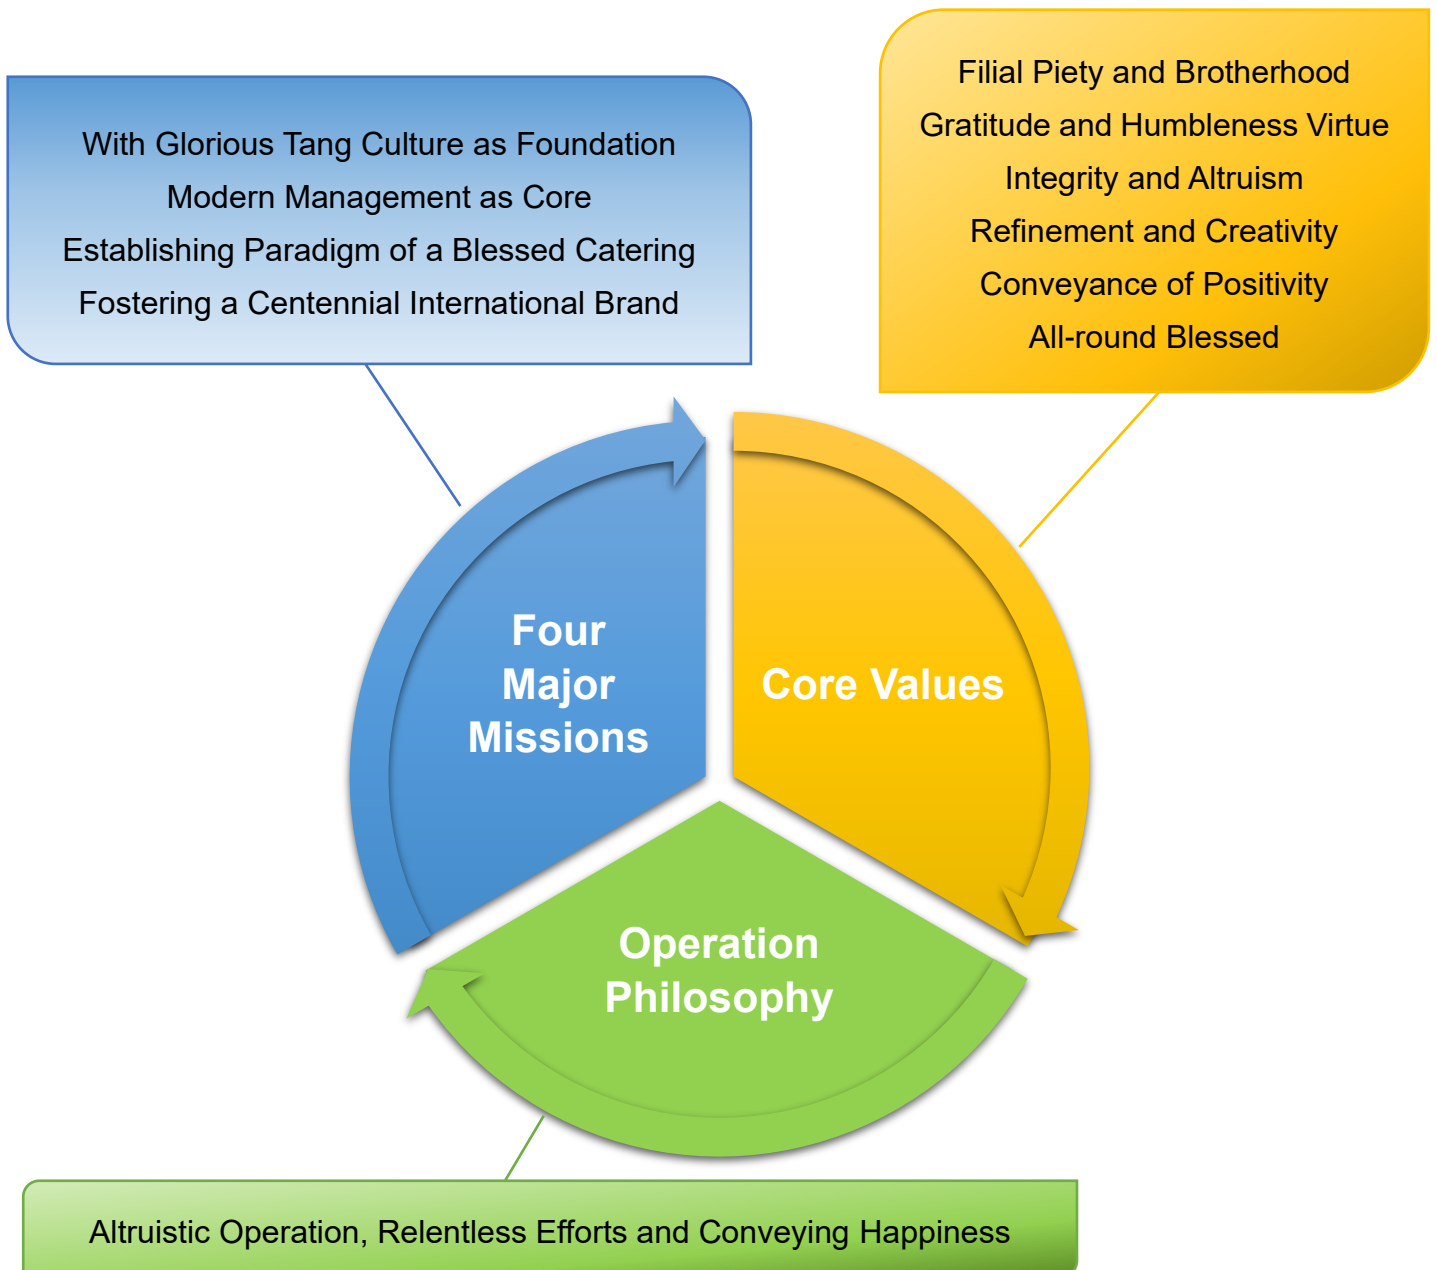 With Glorious Tang Culture as Foundation
Modern Management as Core
Establishing Paradigm of a Blessed Catering
Fostering a Centennial International Brand
Filial Piety and Brotherhood
Gratitude and Humbleness Virtue
Integrity and Altruism
Refinement and Creativity
Conveyance of Positivity
All-round Blessed
Four
Major
Missions
Core Values
Operation
Philosophy
Altruistic Operation, Relentless Efforts and Conveying Happiness